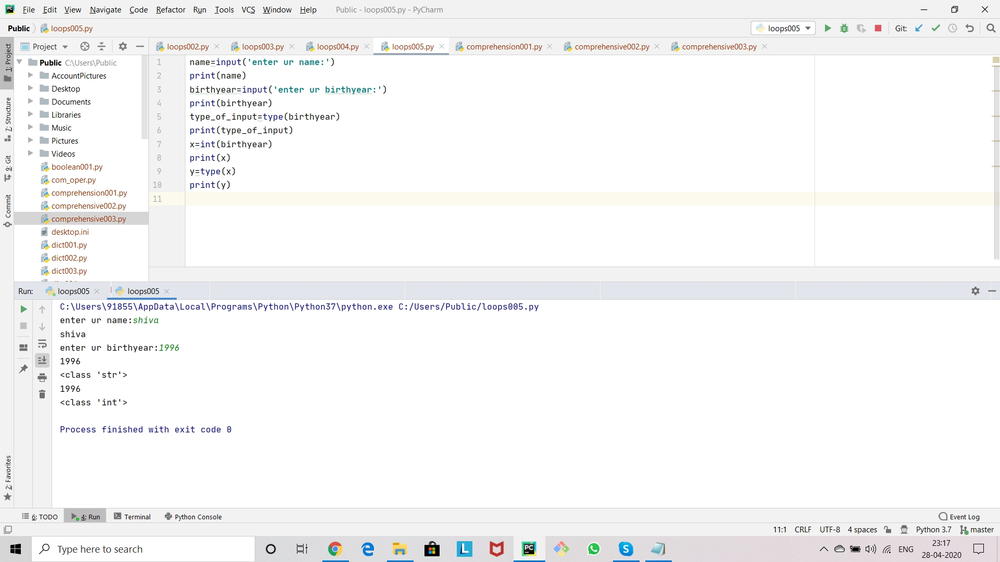 File Edit View Navigate Code Refactor Run Tools VCS Window Help Public - loops005.py - PyCharm
Public loops005.py loops005 Git:
Project loops002.py loops003.py loops04.py loops005.py comprehension001.py comprehensive002.py comprehensive003.py
1: Project
7: Structure
9: Git
Commit
2: Favorites
Public C:\Users\Public
AccountPictures
Desktop
Documents
Libraries
Music
Pictures
Videos
boolean001.py
com_oper.py
comprehension001.py
comprehensive002.py
comprehensive003.py
desktop.ini
dict001.py
dict002.py
dict003.py
1 name=input('enter ur name:')
2 print(name)
3 birthyear=input('enter ur birthyear:')
4 print(birthyear)
5 type_of_input=type(birthyear)
6 print(type_of_input)
7 x=int(birthyear)
8 print(x)
9 y=type(x)
10 print(y)
11
Run: loops005 loops005
C:\Users\91855\AppData\Local\Programs\Python\Python37\python.exe C:/Users/Public/loops005.py
enter ur name:shiva
shiva
enter ur birthyear:1996
1996
<class 'str'>
1996
<class 'int'>
Process finished with exit code 0
6: TODO 4: Run Terminal Python Console Event Log
11:1 CRLF UTF-8 4 spaces Python 3.7 master
Type here to search ENG
23:17
28-04-2020